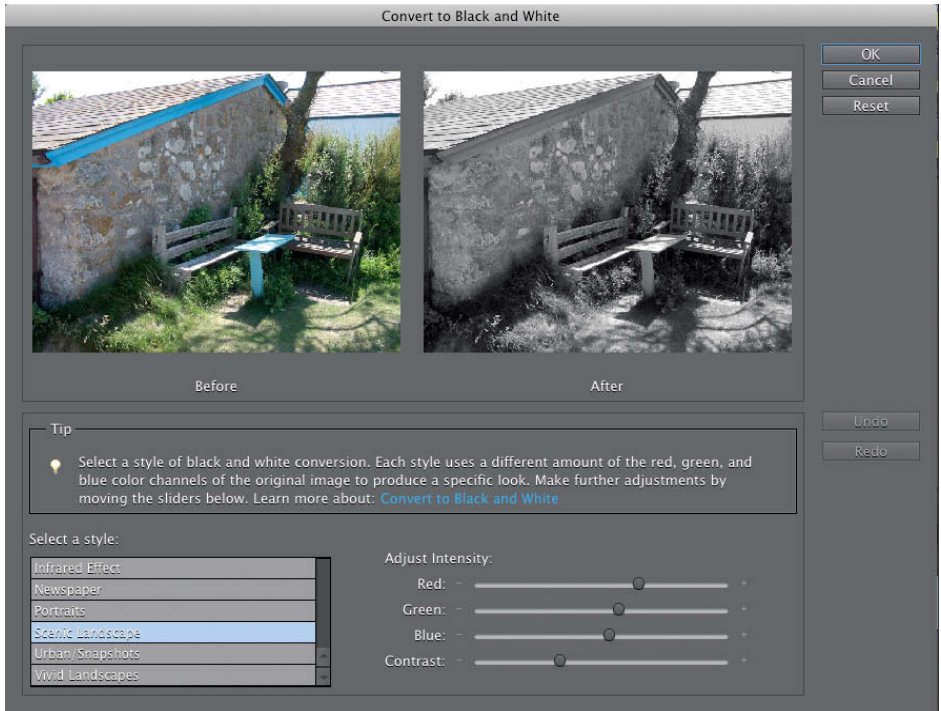 Convert to Black and White
OK
Cancel
Reset
Before
After
Undo
Redo
Tip
Select a style of black and white conversion. Each style uses a different amount of the red, green, and
blue color channels of the original image to produce a specific look. Make further adjustments by
moving the sliders below. Learn more about: Convert to Black and White
Select a style:
Infrared Effect
Newspaper
Portraits
Scenic Landscape
Urban/Snapshots
Vivid Landscapes
Adjust Intensity:
Red: - +
Green: - +
Blue: - +
Contrast: - +